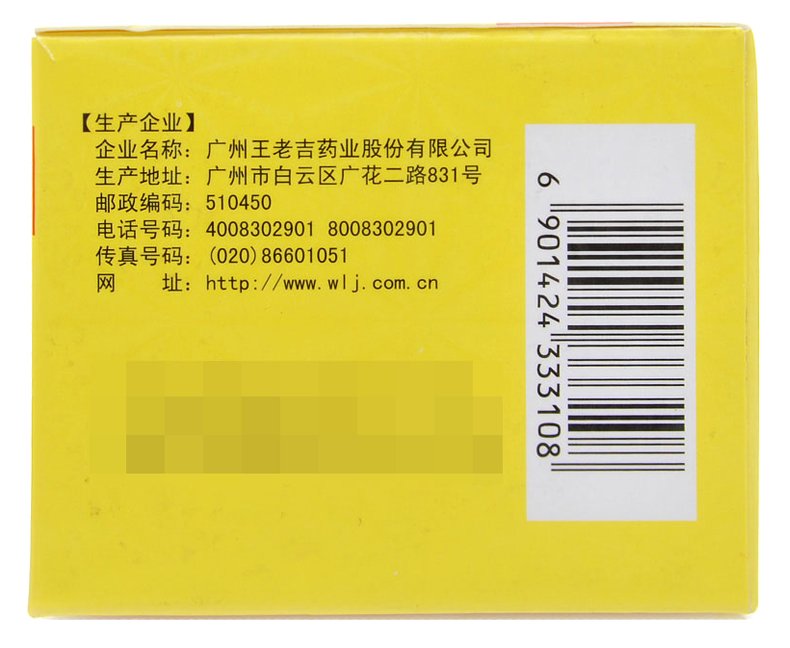 【生产企业】
企业名称：广州王老吉药业股份有限公司
生产地址：广州市白云区广花二路831号
邮政编码：510450
电话号码：4008302901 8008302901
传真号码：(020)86601051
网　　址：http://www.wlj.com.cn
6 901424 333108